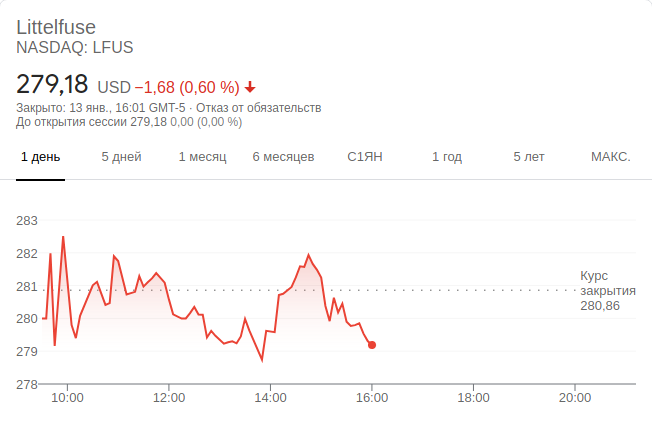 Littelfuse
NASDAQ: LFUS
279,18 USD −1,68 (0,60 %)
Закрыто: 13 янв., 16:01 GMT-5 · Отказ от обязательств
До открытия сессии 279,18 0,00 (0,00 %)
1 день 5 дней 1 месяц 6 месяцев С1ЯН 1 год 5 лет МАКС.
283
282
281
280
279
278
Курс
закрытия
280,86
10:00 12:00 14:00 16:00 18:00 20:00